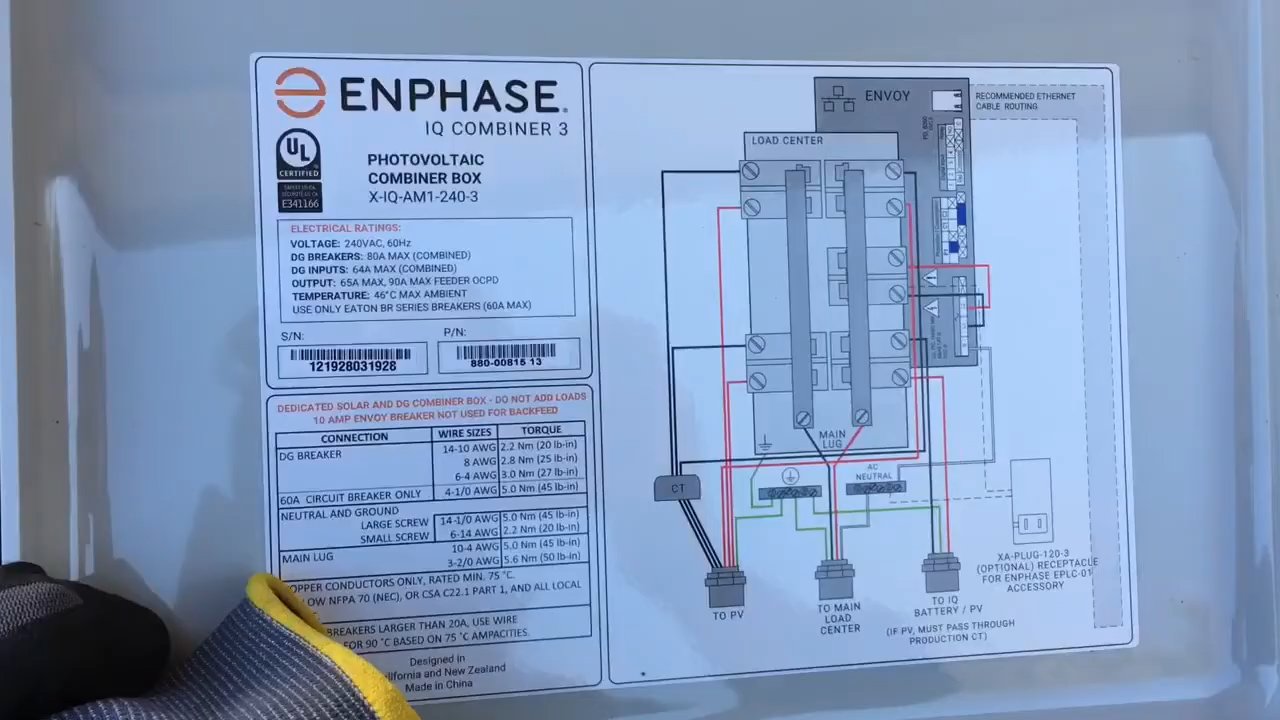 ENPHASE
IQ COMBINER 3
UL
CERTIFIED
E341166
PHOTOVOLTAIC
COMBINER BOX
X-IQ-AM1-240-3
ELECTRICAL RATINGS:
VOLTAGE: 240VAC, 60Hz
DG BREAKERS: 80A MAX (COMBINED)
DG INPUTS: 64A MAX (COMBINED)
OUTPUT: 65A MAX, 90A MAX FEEDER OCPD
TEMPERATURE: 46°C MAX AMBIENT
USE ONLY EATON BR SERIES BREAKERS (60A MAX)
S/N:
121928031928
P/N:
880-00815 13
DEDICATED SOLAR AND DG COMBINER BOX - DO NOT ADD LOADS
10 AMP ENVOY BREAKER NOT USED FOR BACKFEED
CONNECTION WIRE SIZES TORQUE
DG BREAKER 14-10 AWG 2.2 Nm (20 lb-in)
8 AWG 2.8 Nm (25 lb-in)
6-4 AWG 3.0 Nm (27 lb-in)
60A CIRCUIT BREAKER ONLY 4-1/0 AWG 5.0 Nm (45 lb-in)
NEUTRAL AND GROUND
LARGE SCREW 14-1/0 AWG 5.0 Nm (45 lb-in)
SMALL SCREW 6-14 AWG 2.2 Nm (20 lb-in)
MAIN LUG 10-4 AWG 5.0 Nm (45 lb-in)
3-2/0 AWG 5.6 Nm (50 lb-in)
OPPER CONDUCTORS ONLY, RATED MIN. 75 °C.
OW NFPA 70 (NEC), OR CSA C22.1 PART 1, AND ALL LOCAL
BREAKERS LARGER THAN 20A, USE WIRE
FOR 90 °C BASED ON 75 °C AMPACITIES.
Designed in
lifornia and New Zealand
Made in China
ENVOY
RECOMMENDED ETHERNET
CABLE ROUTING
LOAD CENTER
MAIN
LUG
AC
NEUTRAL
CT
TO PV
TO MAIN
LOAD
CENTER
TO IQ
BATTERY / PV
(IF PV, MUST PASS THROUGH
PRODUCTION CT)
XA-PLUG-120-3
(OPTIONAL) RECEPTACLE
FOR ENPHASE EPLC-01
ACCESSORY